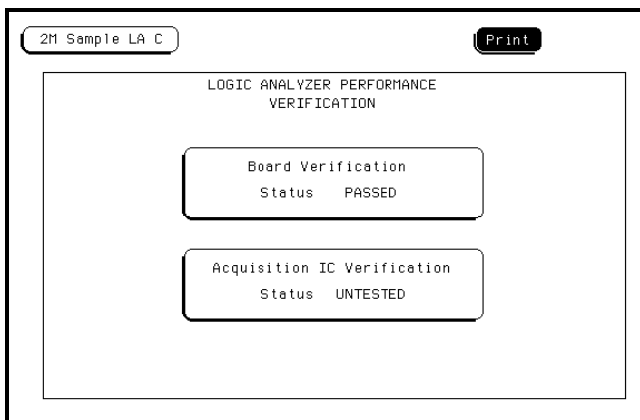 2M Sample LA C
Print
LOGIC ANALYZER PERFORMANCE
VERIFICATION
Board Verification
Status PASSED
Acquisition IC Verification
Status UNTESTED